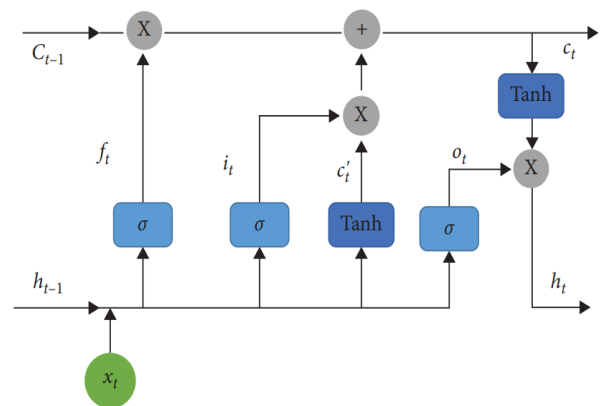 X
+
C_{t–1}
c_t
Tanh
X
f_t
i_t
c'_t
o_t
X
σ
σ
Tanh
σ
h_{t–1}
h_t
x_t